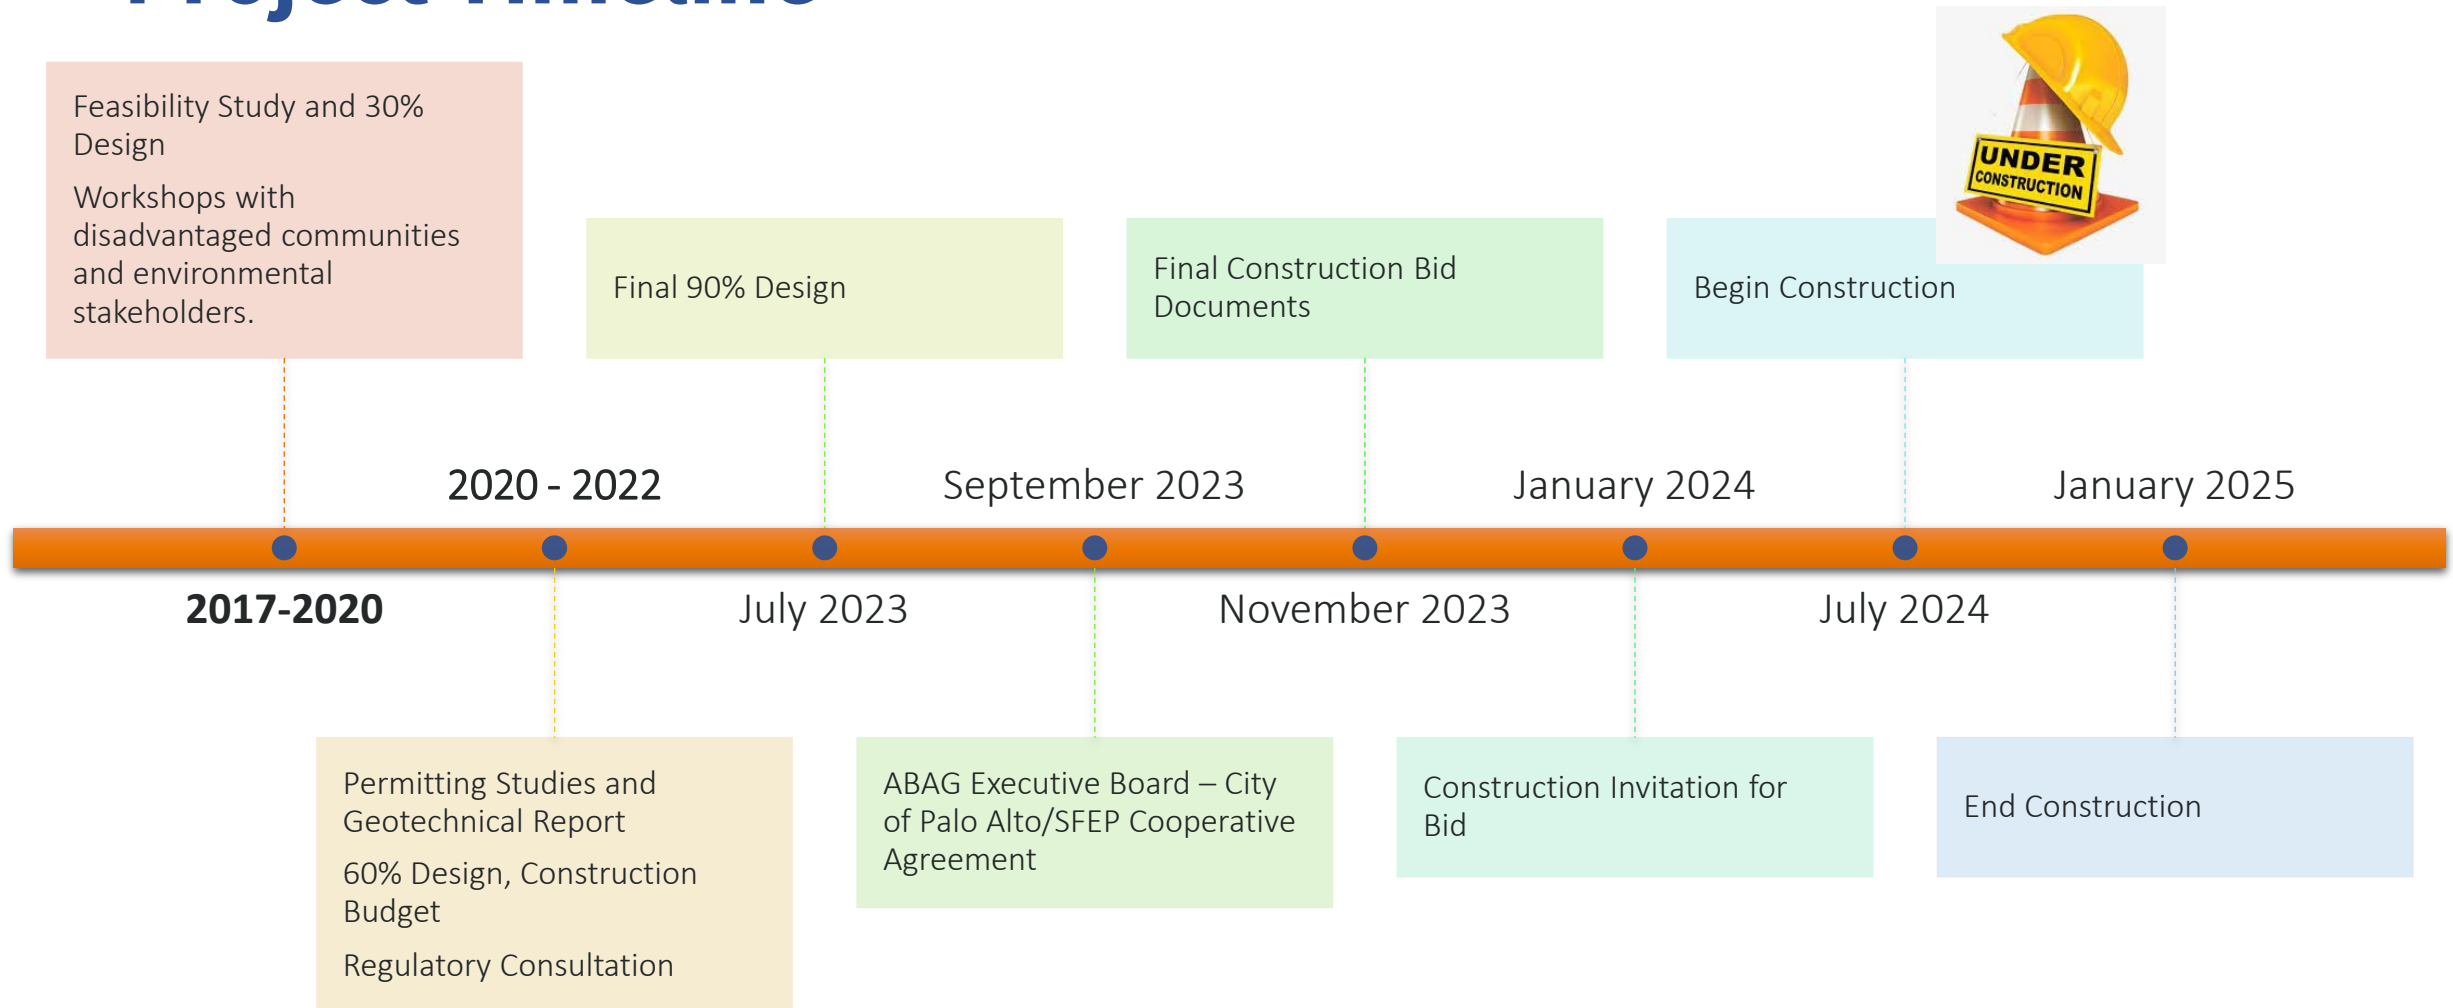 Project Timeline
Feasibility Study and 30%
Design
Workshops with
disadvantaged communities
and environmental
stakeholders.
Final 90% Design
Final Construction Bid
Documents
Begin Construction
UNDER
CONSTRUCTION
2020 - 2022
September 2023
January 2024
January 2025
2017-2020
July 2023
November 2023
July 2024
Permitting Studies and
Geotechnical Report
60% Design, Construction
Budget
Regulatory Consultation
ABAG Executive Board – City
of Palo Alto/SFEP Cooperative
Agreement
Construction Invitation for
Bid
End Construction